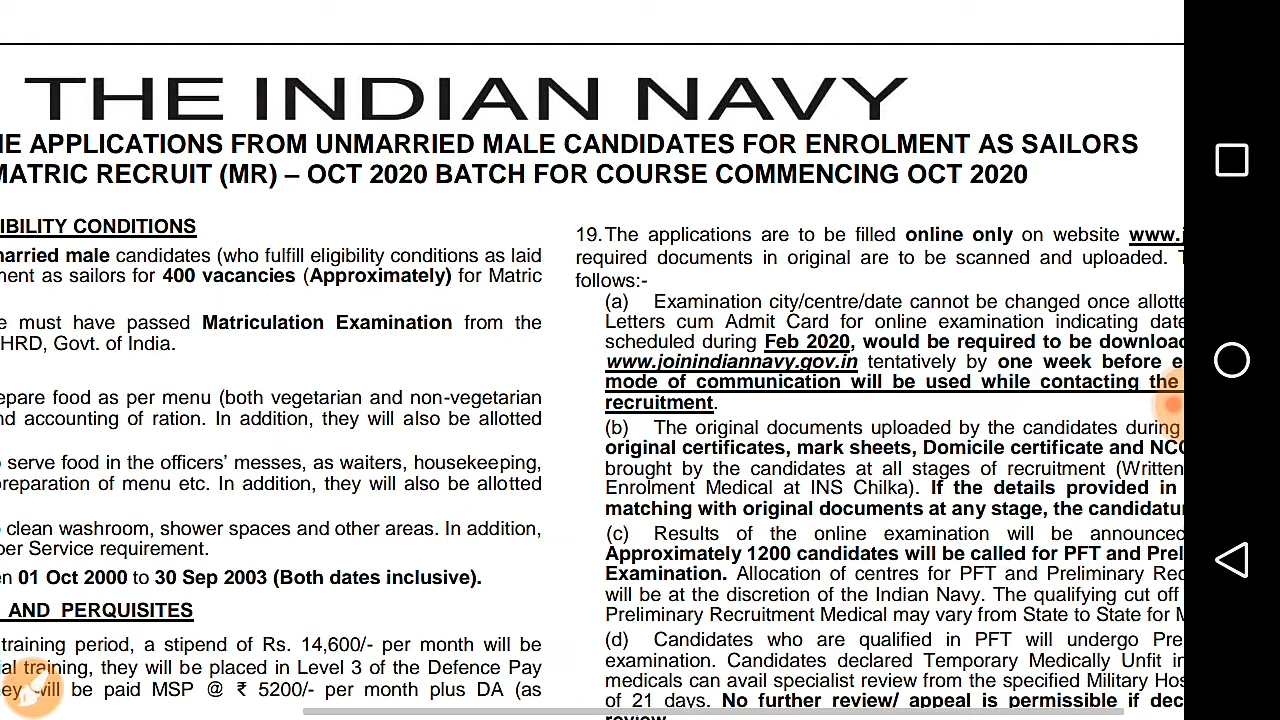 THE INDIAN NAVY
APPLICATIONS FROM UNMARRIED MALE CANDIDATES FOR ENROLMENT AS SAILORS
MATRIC RECRUIT (MR) – OCT 2020 BATCH FOR COURSE COMMENCING OCT 2020
IBILITY CONDITIONS
arried male candidates (who fulfill eligibility conditions as laid
ment as sailors for 400 vacancies (Approximately) for Matric
e must have passed Matriculation Examination from the
HRD, Govt. of India.
epare food as per menu (both vegetarian and non-vegetarian
nd accounting of ration. In addition, they will also be allotted
serve food in the officers’ messes, as waiters, housekeeping,
preparation of menu etc. In addition, they will also be allotted
clean washroom, shower spaces and other areas. In addition,
per Service requirement.
en 01 Oct 2000 to 30 Sep 2003 (Both dates inclusive).
AND PERQUISITES
training period, a stipend of Rs. 14,600/- per month will be
ial training, they will be placed in Level 3 of the Defence Pay
ey will be paid MSP @ ₹ 5200/- per month plus DA (as
19. The applications are to be filled online only on website www.j
required documents in original are to be scanned and uploaded.
follows:-
(a) Examination city/centre/date cannot be changed once allotte
Letters cum Admit Card for online examination indicating date
scheduled during Feb 2020, would be required to be downloa
www.joinindiannavy.gov.in tentatively by one week before e
mode of communication will be used while contacting the
recruitment.
(b) The original documents uploaded by the candidates during
original certificates, mark sheets, Domicile certificate and NCC
brought by the candidates at all stages of recruitment (Written
Enrolment Medical at INS Chilka). If the details provided in
matching with original documents at any stage, the candidatu
(c) Results of the online examination will be announced
Approximately 1200 candidates will be called for PFT and Prel
Examination. Allocation of centres for PFT and Preliminary Rec
will be at the discretion of the Indian Navy. The qualifying cut off
Preliminary Recruitment Medical may vary from State to State for M
(d) Candidates who are qualified in PFT will undergo Pre
examination. Candidates declared Temporary Medically Unfit in
medicals can avail specialist review from the specified Military Hos
of 21 days. No further review/ appeal is permissible if dec
review